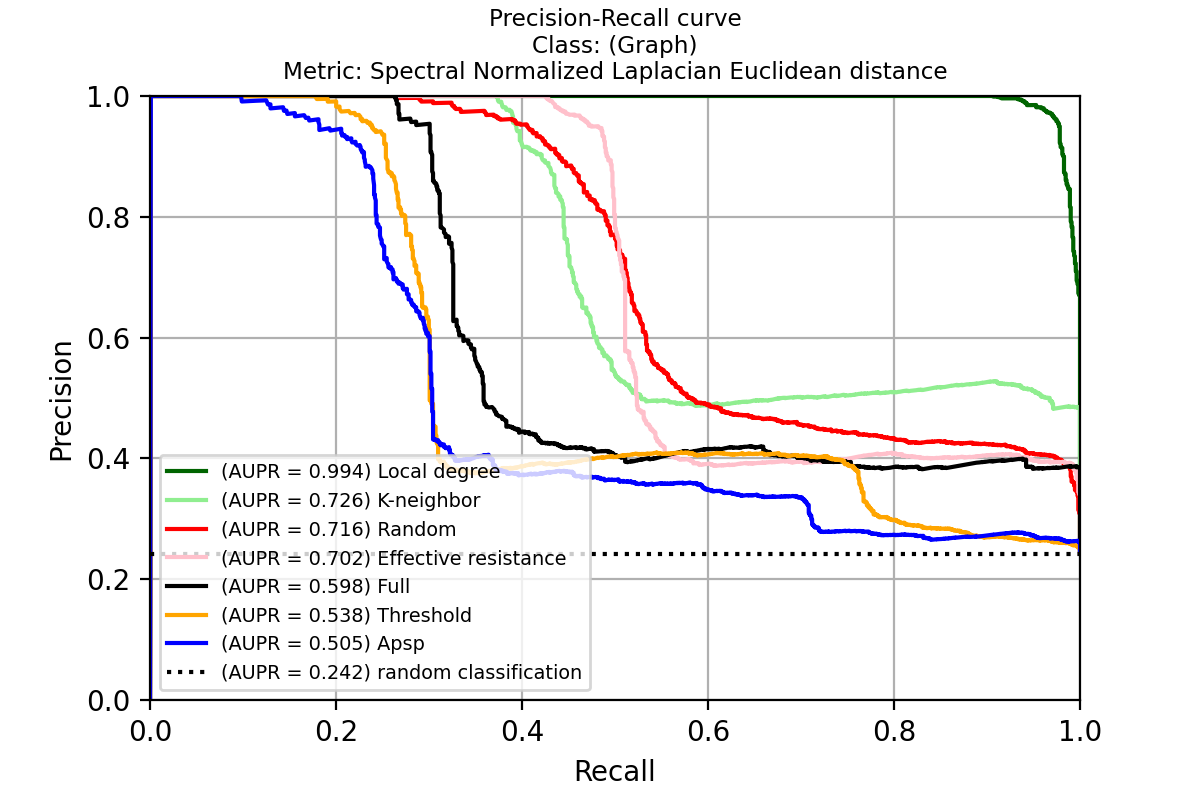 Precision-Recall curve
Class: (Graph)
Metric: Spectral Normalized Laplacian Euclidean distance
1.0
0.8
0.6
0.4
0.2
0.0
Precision
(AUPR = 0.994) Local degree
(AUPR = 0.726) K-neighbor
(AUPR = 0.716) Random
(AUPR = 0.702) Effective resistance
(AUPR = 0.598) Full
(AUPR = 0.538) Threshold
(AUPR = 0.505) Apsp
(AUPR = 0.242) random classification
0.0 0.2 0.4 0.6 0.8 1.0
Recall